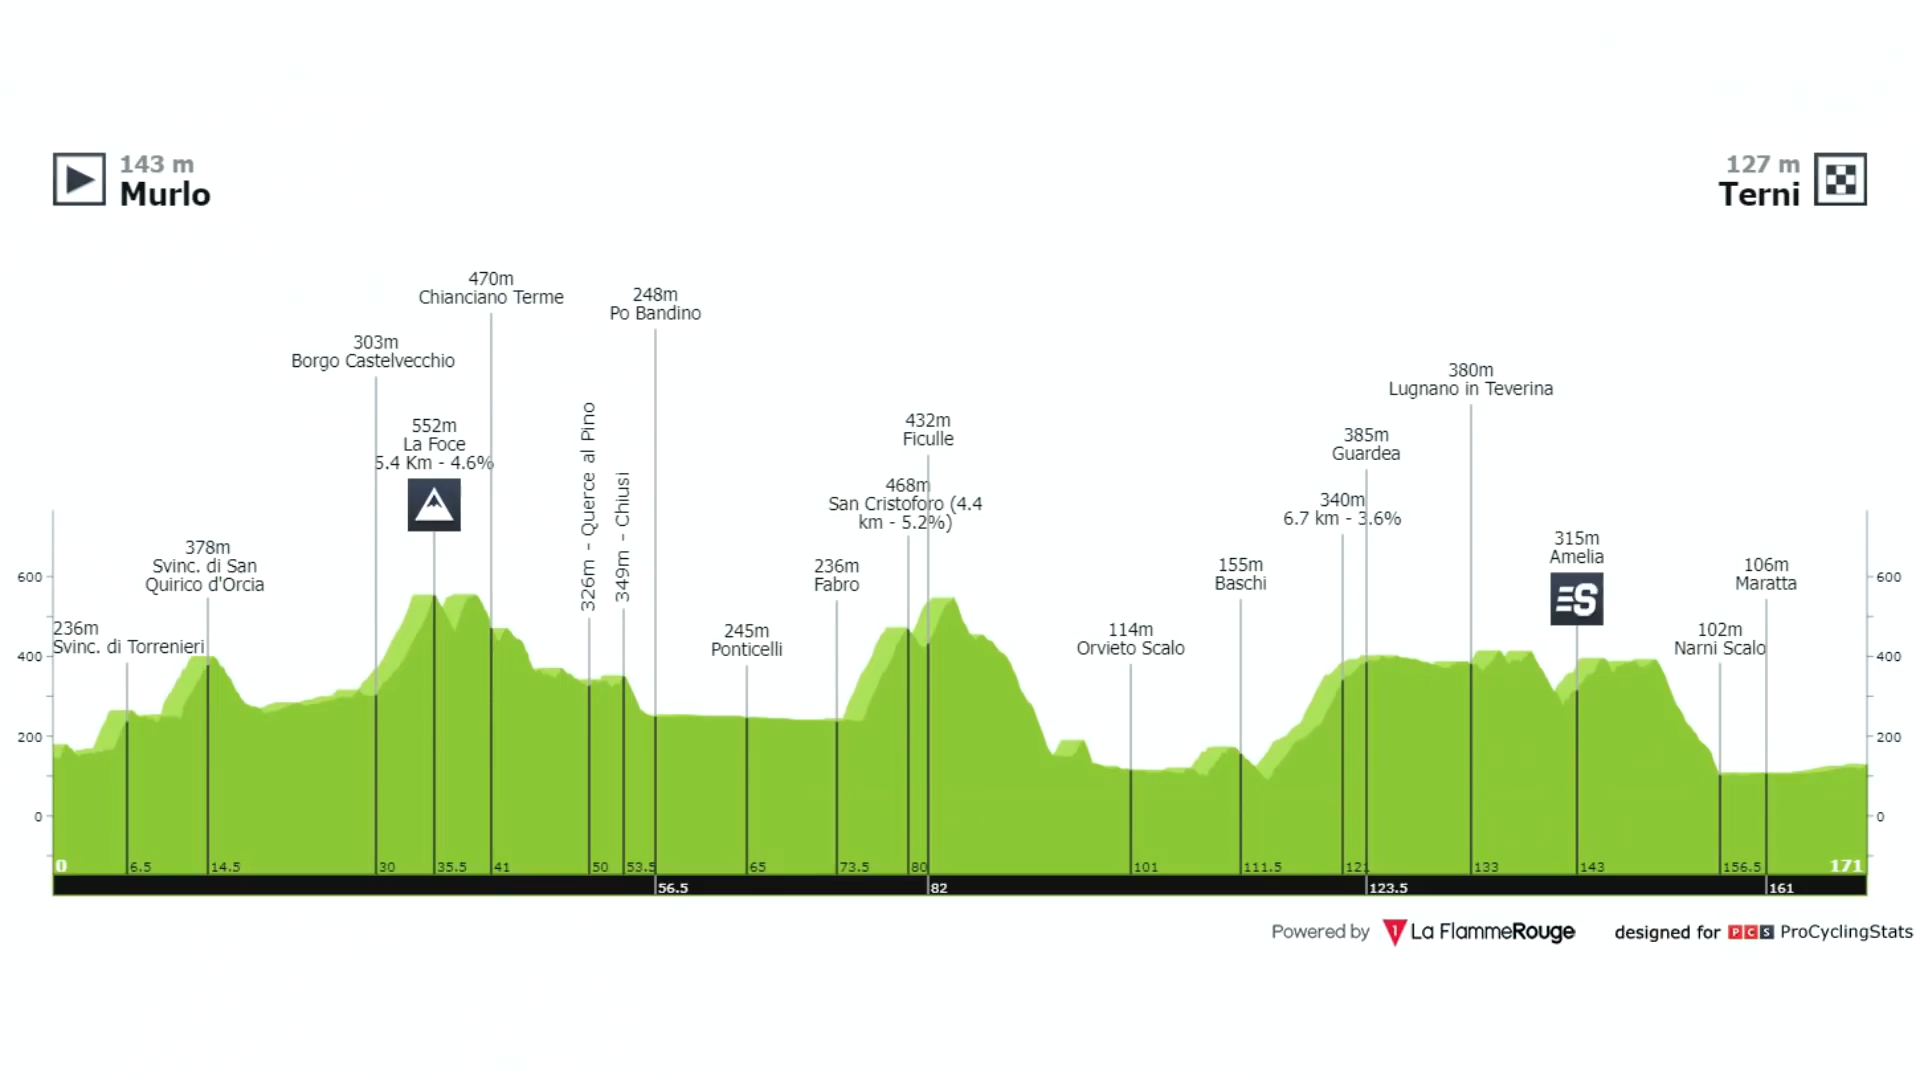 143 m
Murlo
127 m
Terni
470m
Chianciano Terme
248m
Po Bandino
303m
Borgo Castelvecchio
380m
Lugnano in Teverina
552m
La Foce
5.4 Km - 4.6%
326m - Querce al Pino
349m - Chiusi
432m
Ficulle
385m
Guardea
468m
San Cristoforo (4.4
km - 5.2%)
340m
6.7 km - 3.6%
378m
Svinc. di San
Quirico d'Orcia
236m
Fabro
155m
Baschi
315m
Amelia
S
106m
Maratta
236m
Svinc. di Torrenieri
245m
Ponticelli
114m
Orvieto Scalo
102m
Narni Scalo
600
400
200
0
600
400
200
0
0 6.5 14.5 30 35.5 41 50 53.5 65 73.5 80 101 111.5 121 133 143 156.5 171
56.5 82 123.5 161
Powered by 1 La FlammeRouge designed for PCS ProCyclingStats